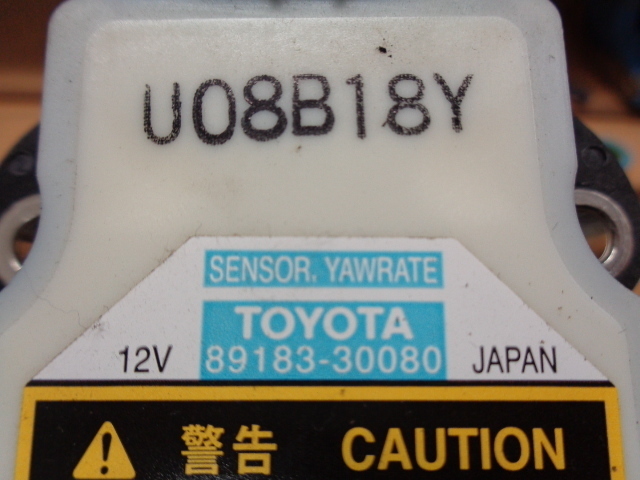 U08B18Y
SENSOR, YAWRATE
TOYOTA
12V 89183-30080 JAPAN
警告 CAUTION